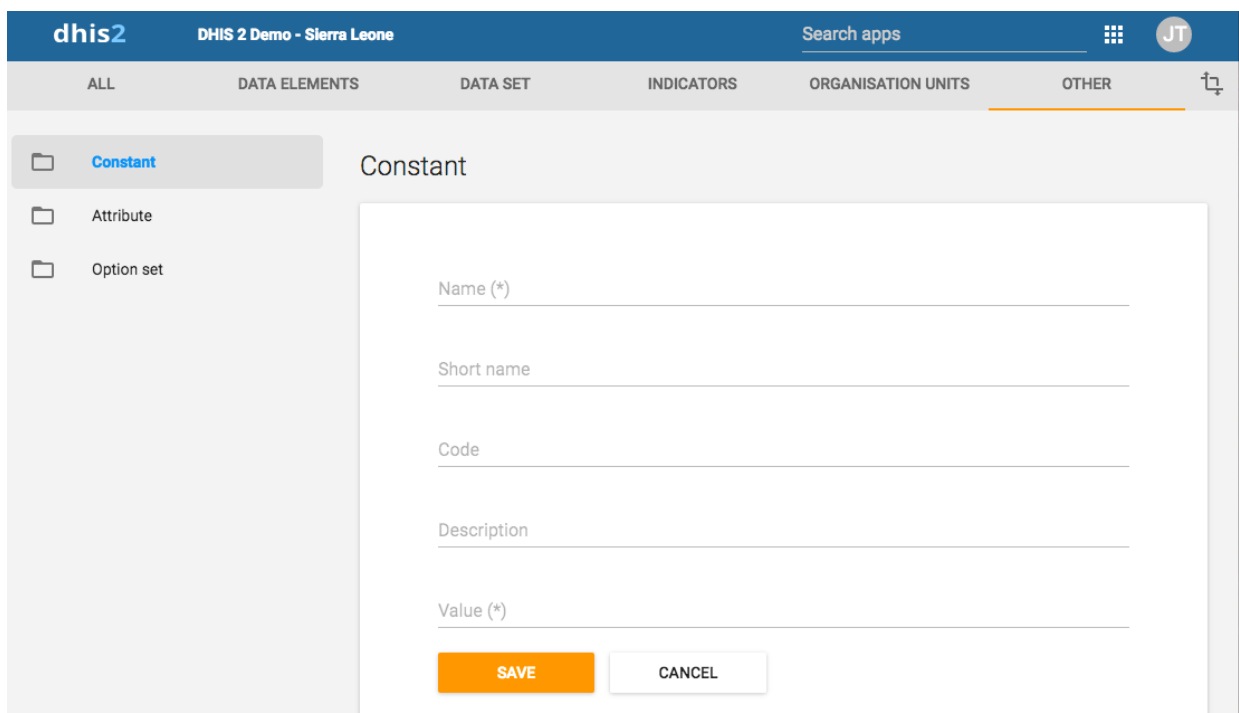 dhis2 DHIS 2 Demo - Sierra Leone Search apps JT
ALL DATA ELEMENTS DATA SET INDICATORS ORGANISATION UNITS OTHER
Constant
Attribute
Option set
Constant
Name (*)
Short name
Code
Description
Value (*)
SAVE CANCEL